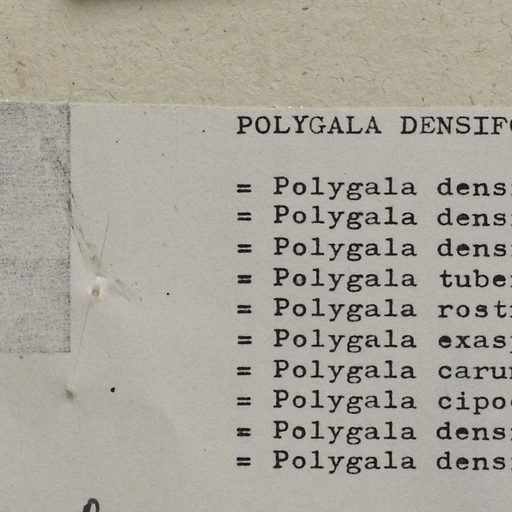 POLYGALA DENSIF
= Polygala dens
= Polygala dens
= Polygala dens
= Polygala tube
= Polygala rost
= Polygala exas
= Polygala caru
= Polygala cipo
= Polygala dens
= Polygala dens